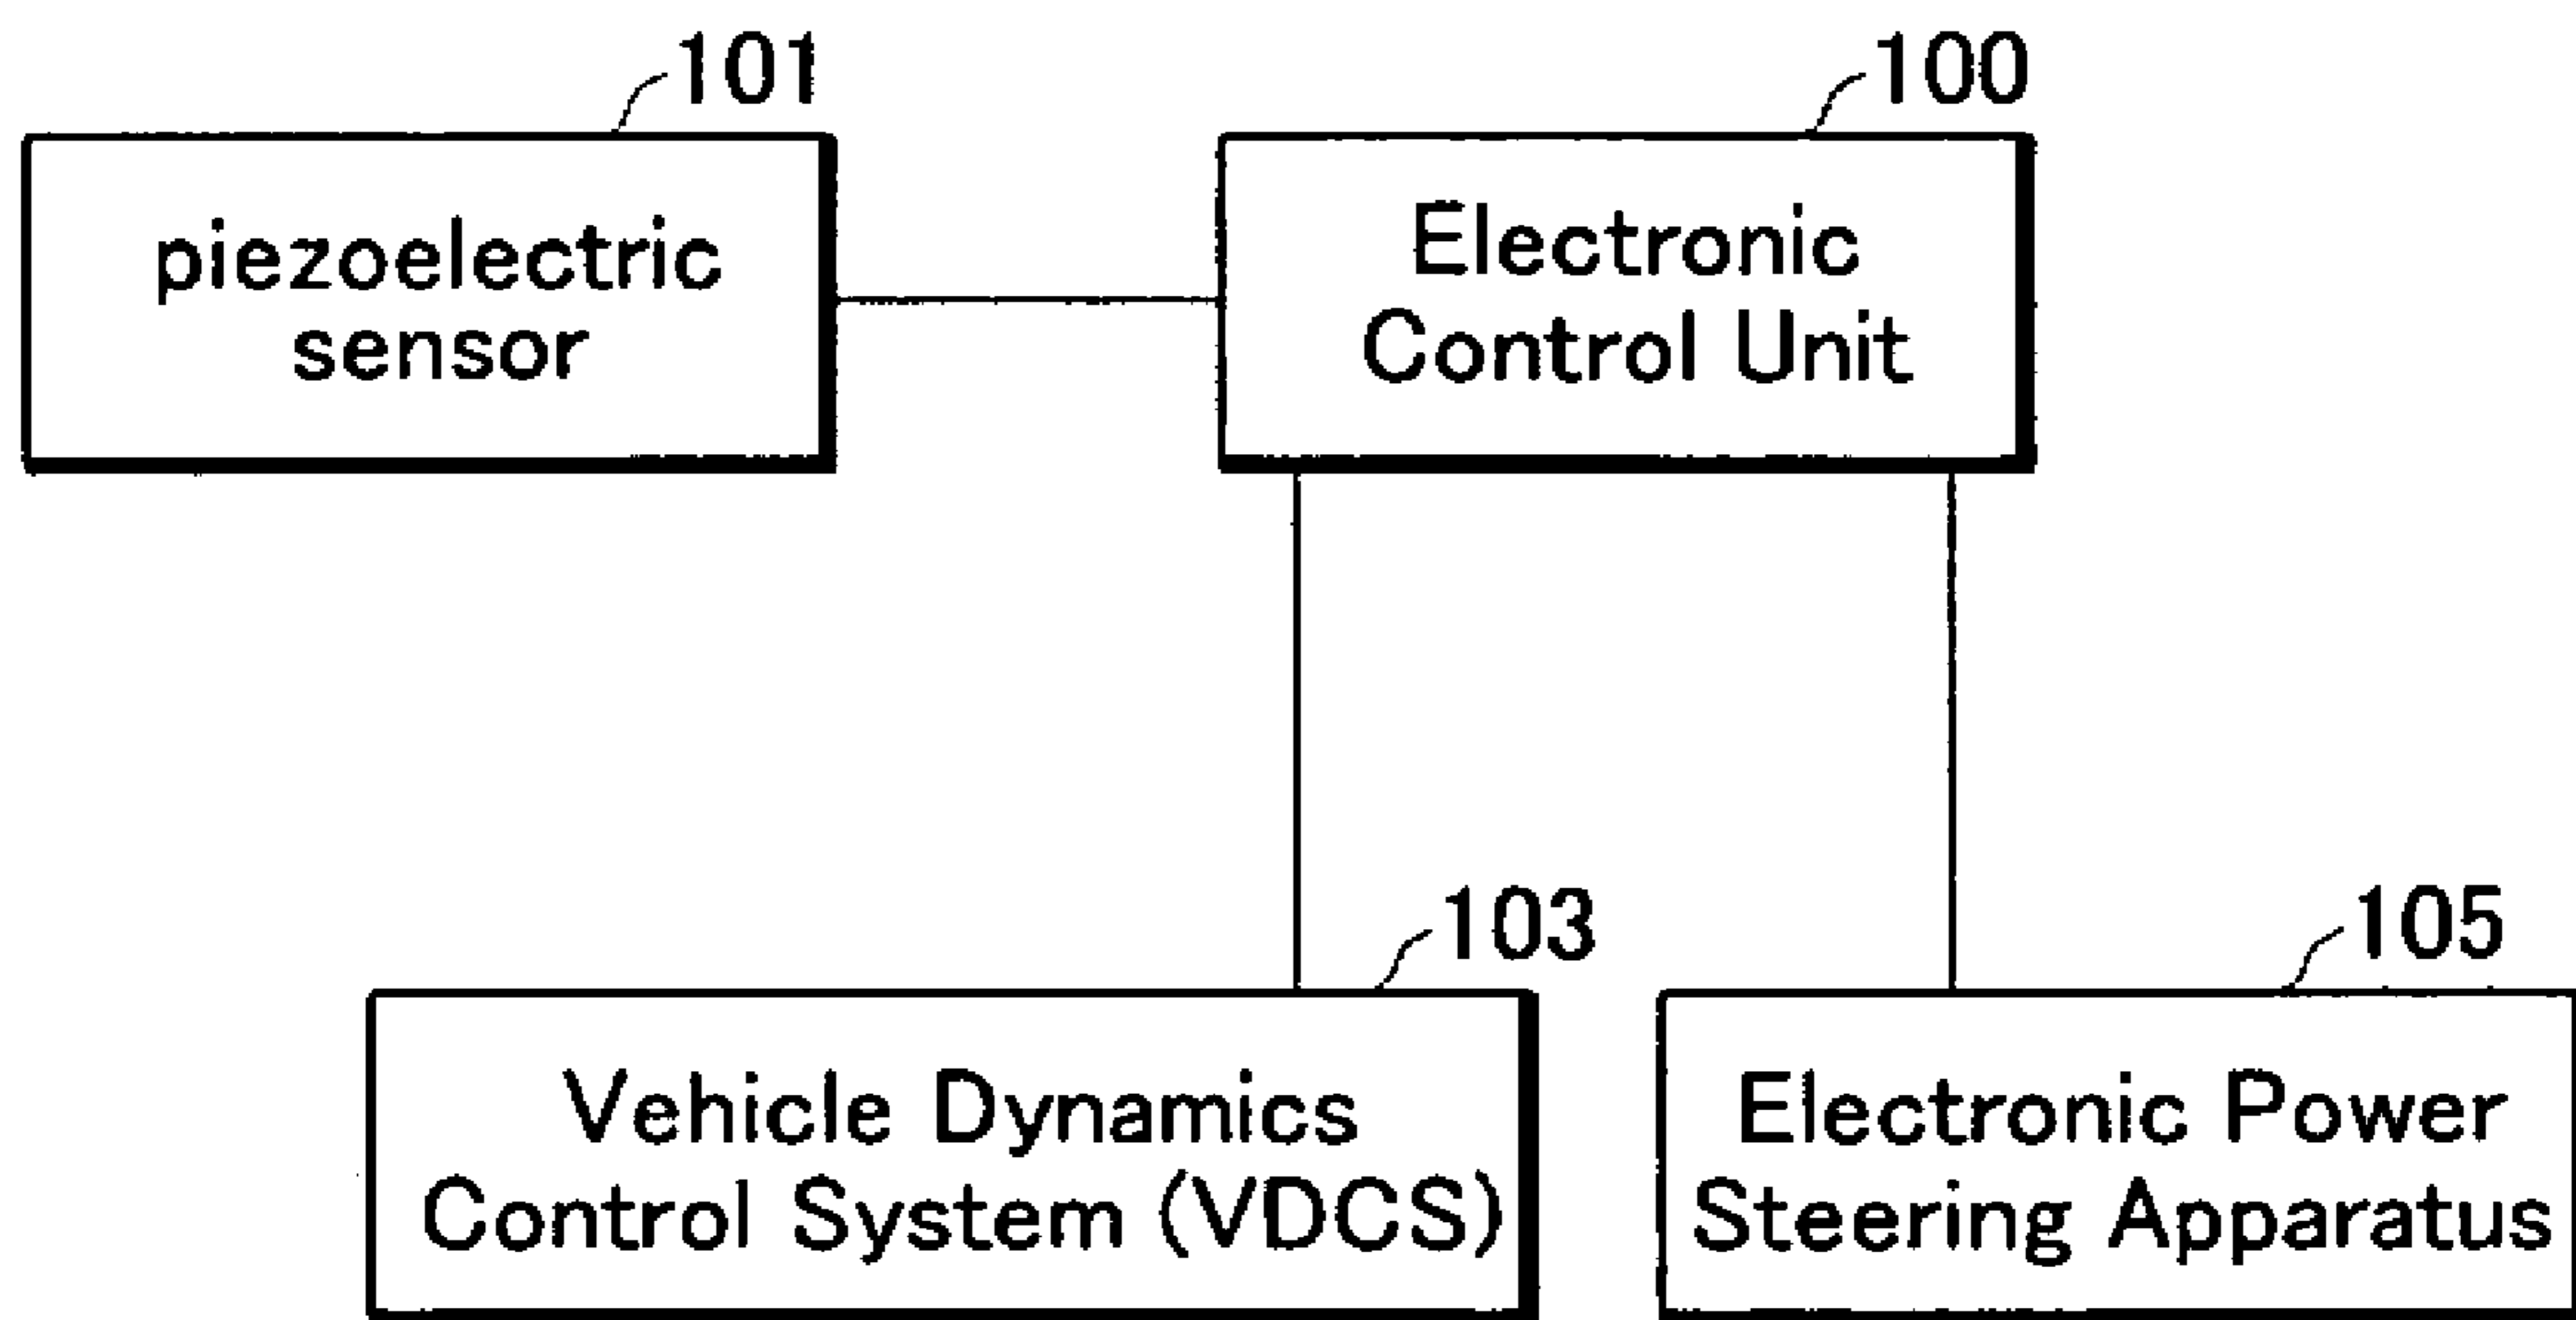 101
piezoelectric
sensor
100
Electronic
Control Unit
103
Vehicle Dynamics
Control System (VDCS)
105
Electronic Power
Steering Apparatus